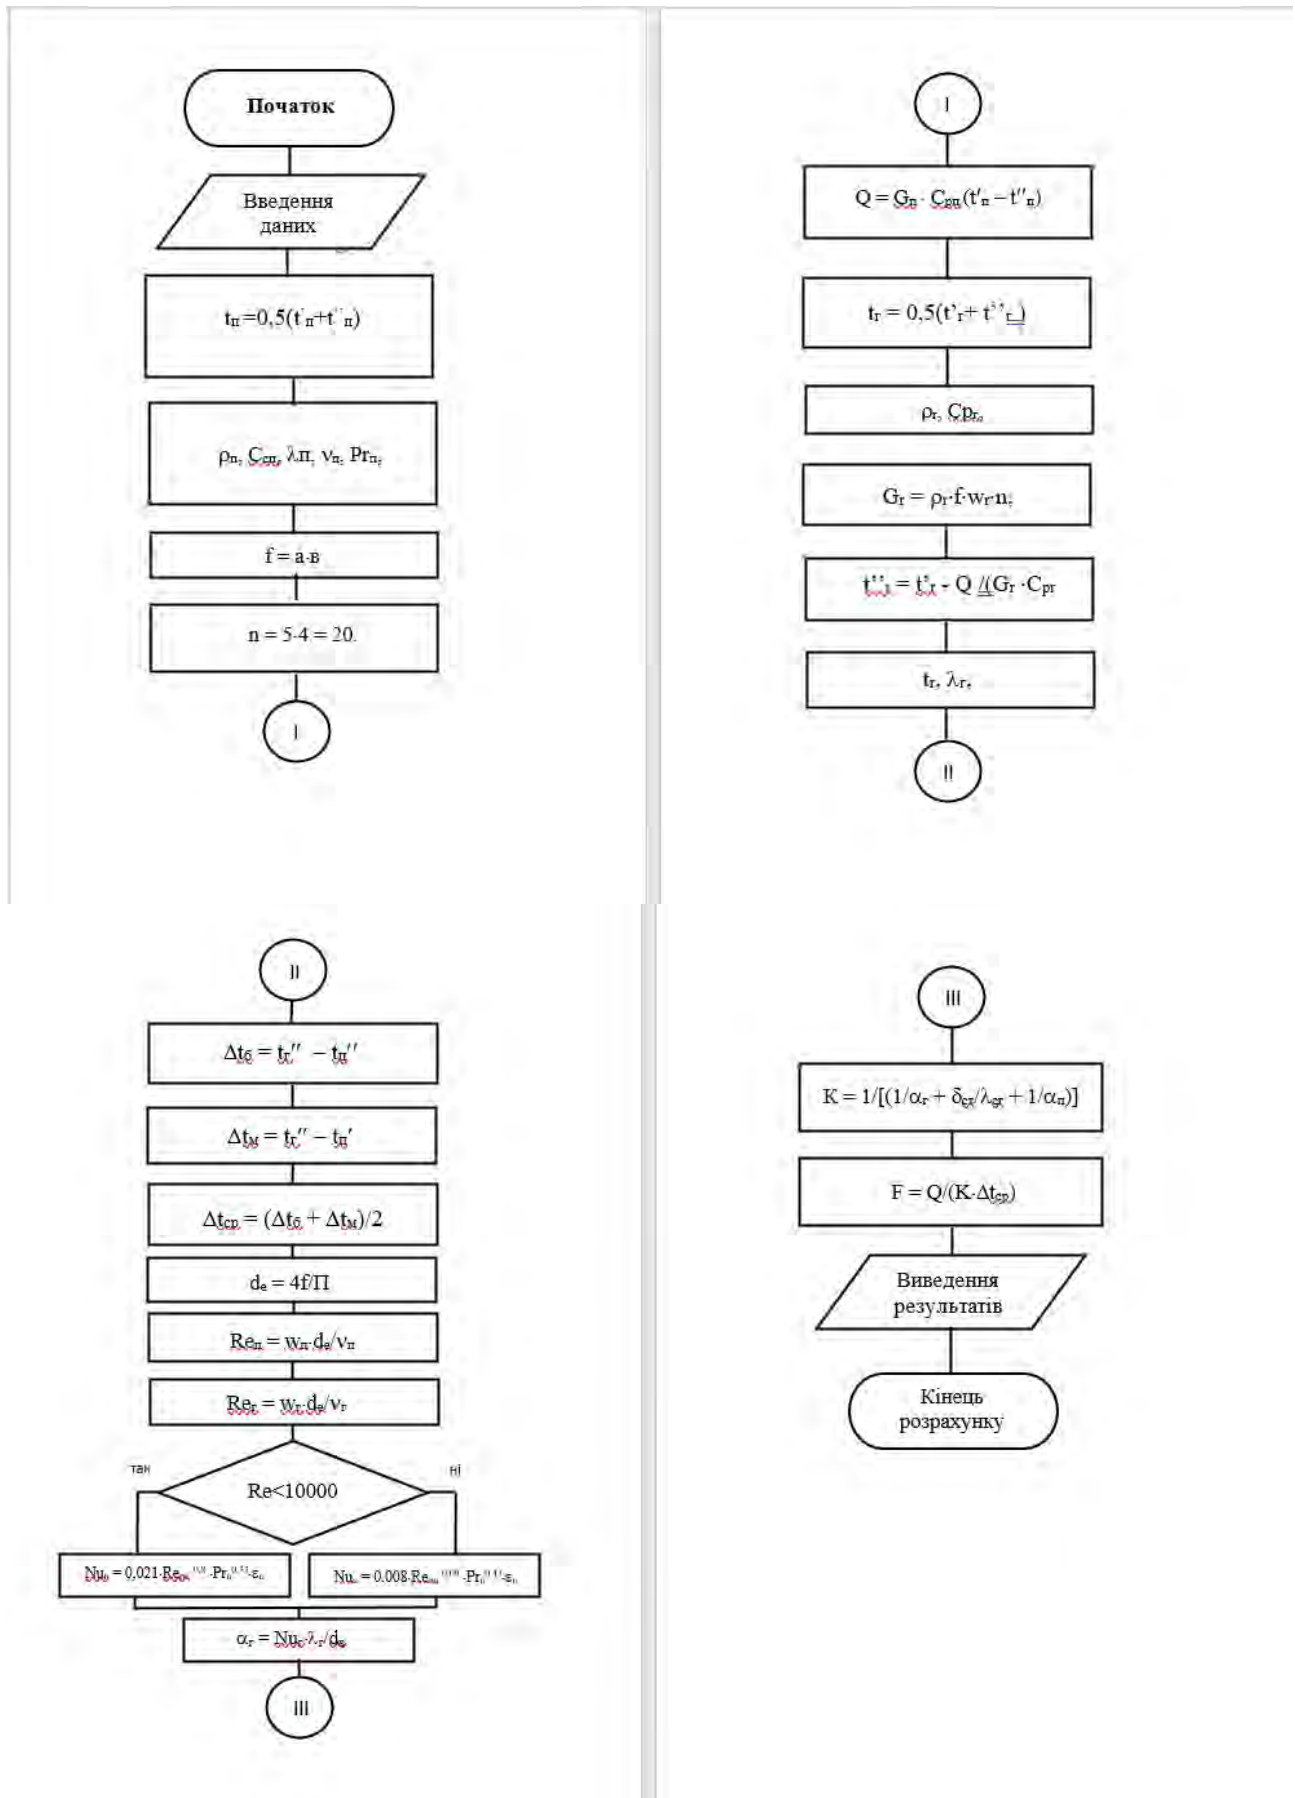 Початок
Введення
даних
tп =0,5(t'п+t''п)
ρп, Cсп, λп, νп, Prп,
f = а·в
n = 5·4 = 20.
I
I
Q = Gп · Cрп(t′п – t″п)
tг = 0,5(t’г+ t’’г )
ρг, Cpг,
Gг = ρг·f·wг·n,
t’’г = t’г - Q /(Gг ·Cрг
tг, λг,
II
II
Δtб = tг″ – tп″
Δtм = tг″ – tп′
Δtср = (Δtб + Δtм)/2
dе = 4f/П
Reп = wп·dе/νп
Reг = wг·dе/νг
так
ні
Re<10000
αг = Nuг·λг/dе
III
III
K = 1/[(1/αг + δст/λст + 1/αп)]
F = Q/(K·Δtср)
Виведення
результатів
Кінець
розрахунку